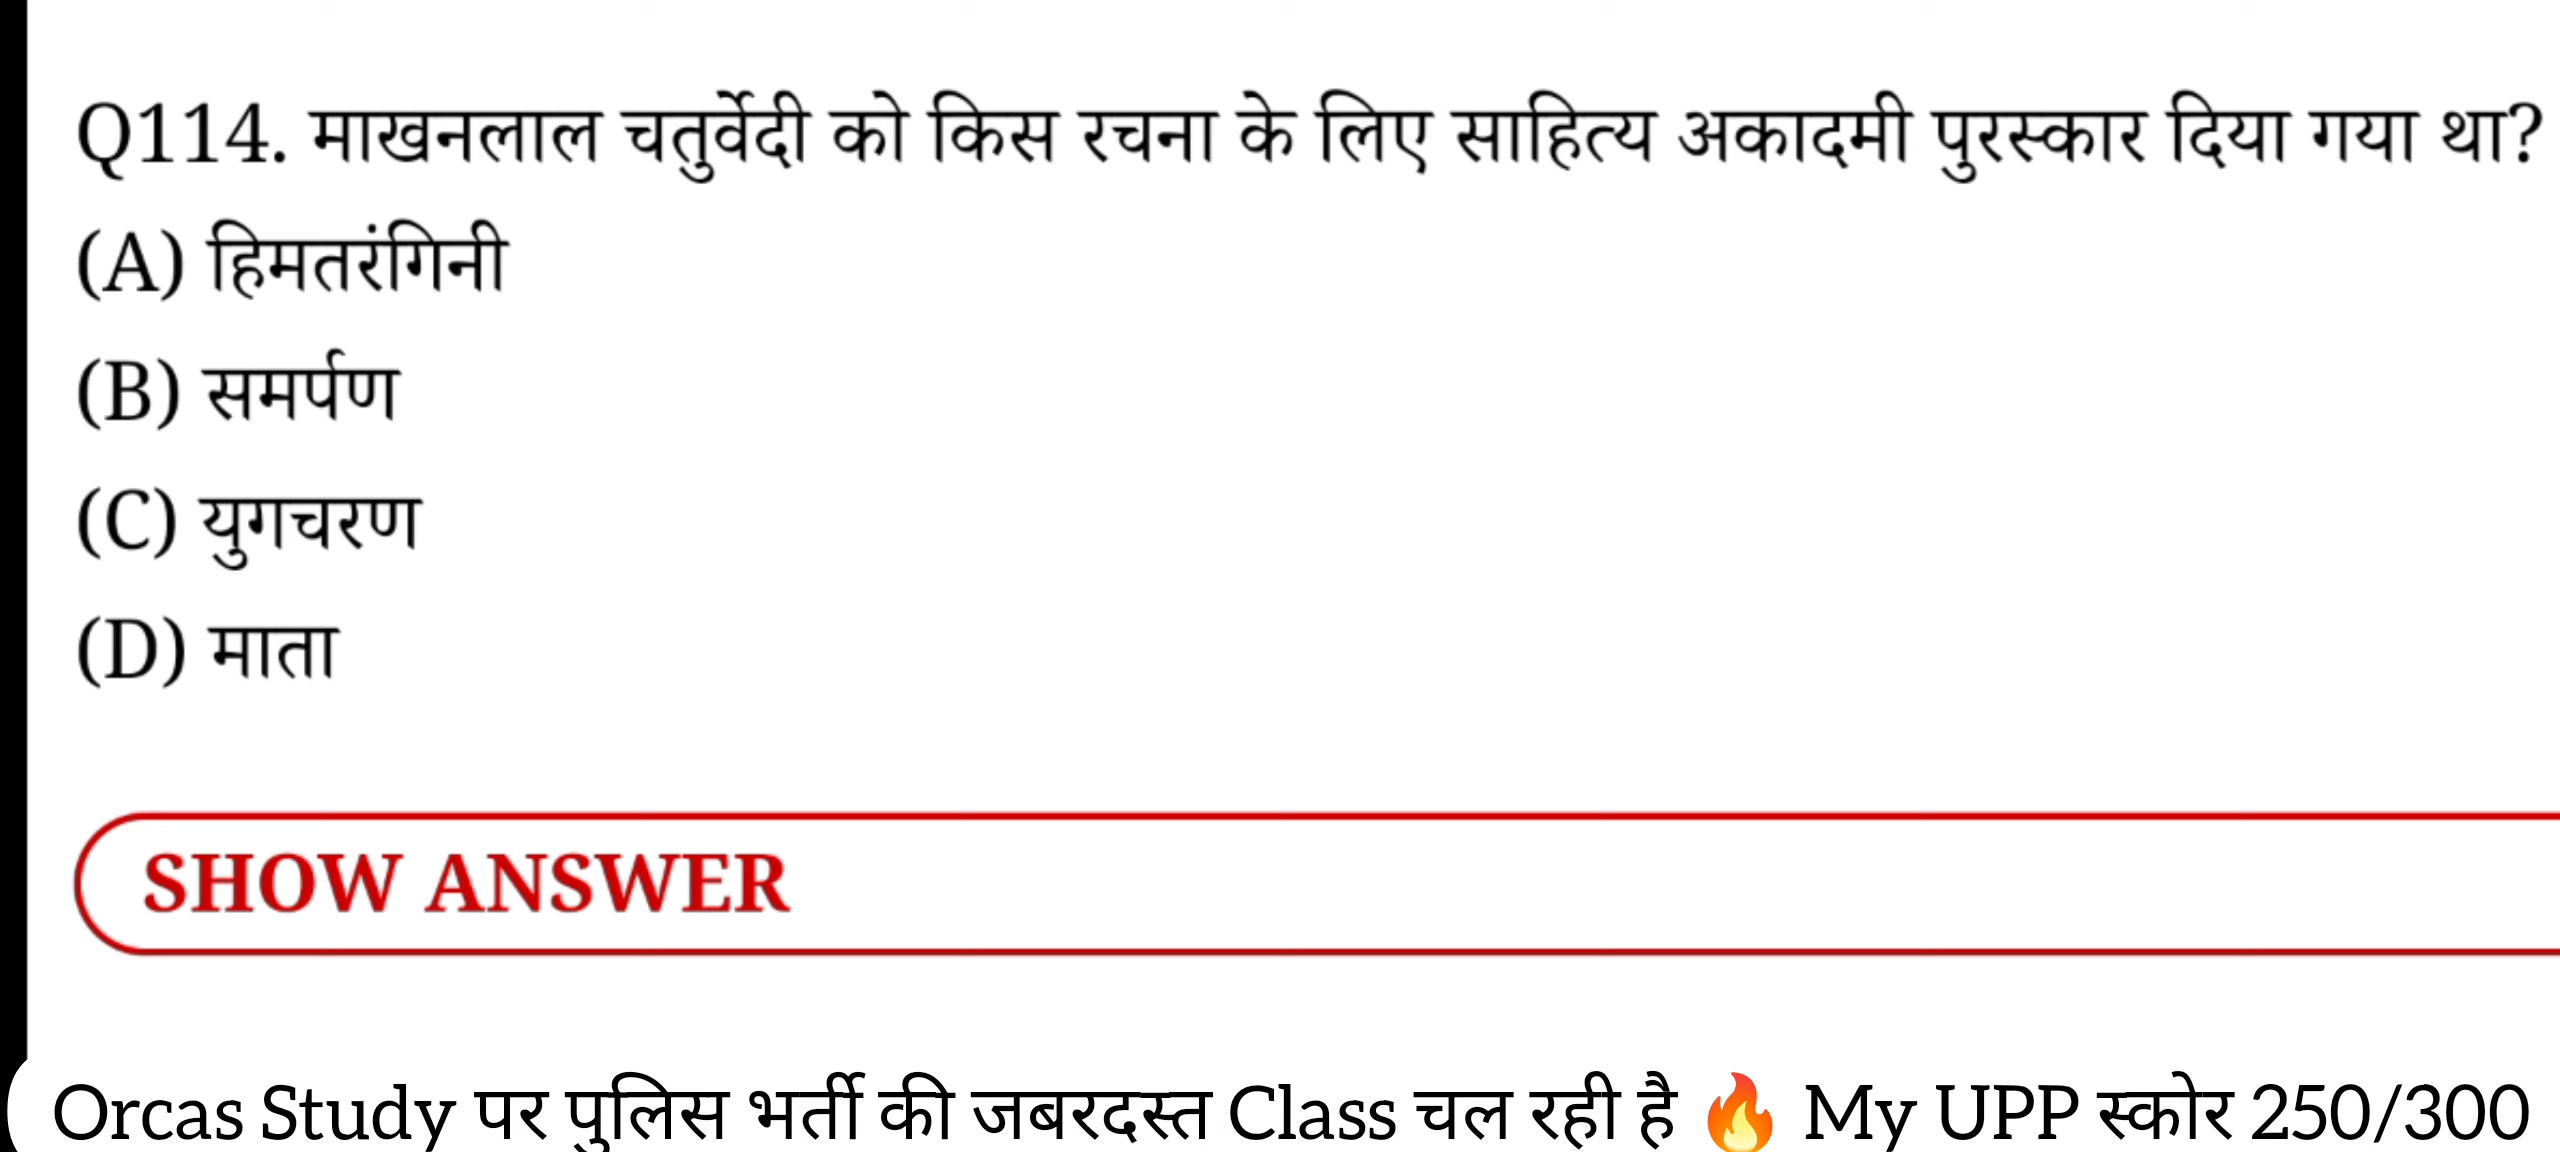 Q114. माखनलाल चतुर्वेदी को किस रचना के लिए साहित्य अकादमी पुरस्कार दिया गया था?
(A) हिमतरंगिनी
(B) समर्पण
(C) युगचरण
(D) माता
SHOW ANSWER
Orcas Study पर पुलिस भर्ती की जबरदस्त Class चल रही है 🔥 My UPP स्कोर 250/300